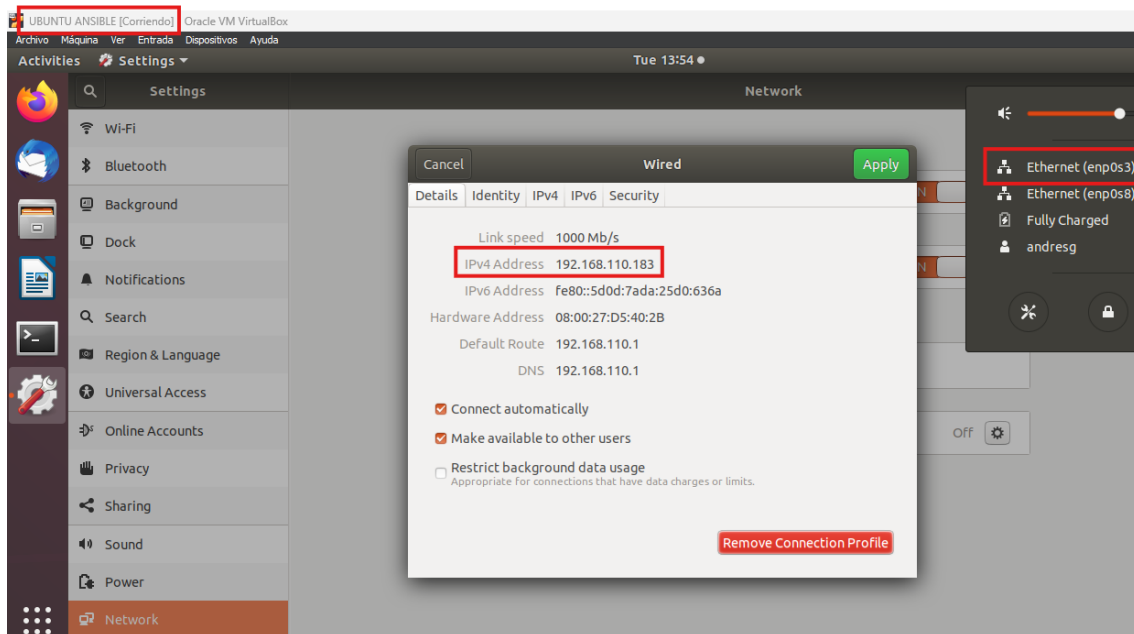 UBUNTU ANSIBLE [Corriendo] - Oracle VM VirtualBox
Archivo Máquina Ver Entrada Dispositivos Ayuda
Activities Settings Tue 13:54
Settings Network
Wi-Fi
Bluetooth
Background
Dock
Notifications
Search
Region & Language
Universal Access
Online Accounts
Privacy
Sharing
Sound
Power
Network
Cancel Wired Apply
Details Identity IPv4 IPv6 Security
Link speed 1000 Mb/s
IPv4 Address 192.168.110.183
IPv6 Address fe80::5d0d:7ada:25d0:636a
Hardware Address 08:00:27:D5:40:2B
Default Route 192.168.110.1
DNS 192.168.110.1
Connect automatically
Make available to other users
Restrict background data usage
Appropriate for connections that have data charges or limits.
Remove Connection Profile
Ethernet (enp0s3)
Ethernet (enp0s8)
Fully Charged
andresg
Off